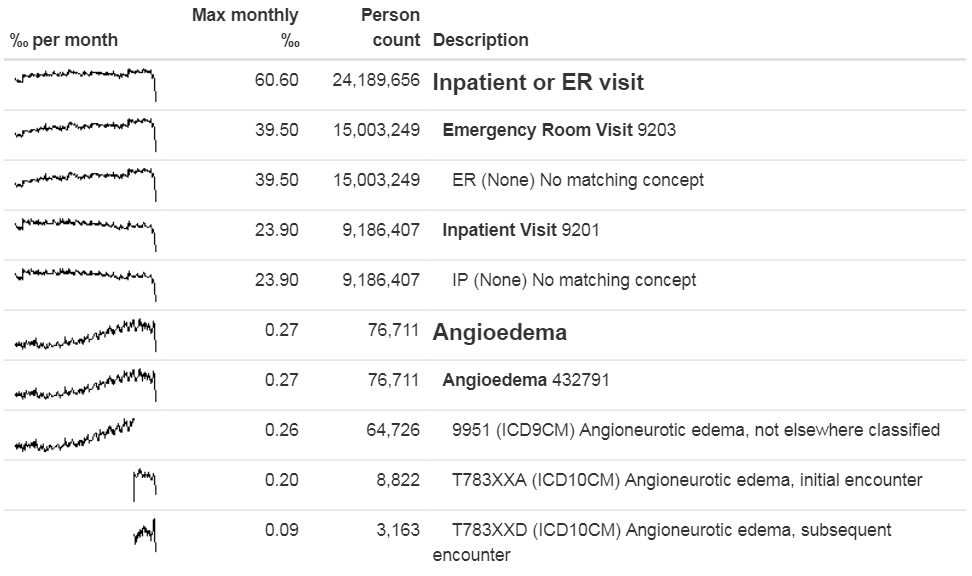 ‰ per month Max monthly ‰ Person count Description
60.60 24,189,656 Inpatient or ER visit
39.50 15,003,249 Emergency Room Visit 9203
39.50 15,003,249 ER (None) No matching concept
23.90 9,186,407 Inpatient Visit 9201
23.90 9,186,407 IP (None) No matching concept
0.27 76,711 Angioedema
0.27 76,711 Angioedema 432791
0.26 64,726 9951 (ICD9CM) Angioneurotic edema, not elsewhere classified
0.20 8,822 T783XXA (ICD10CM) Angioneurotic edema, initial encounter
0.09 3,163 T783XXD (ICD10CM) Angioneurotic edema, subsequent
encounter